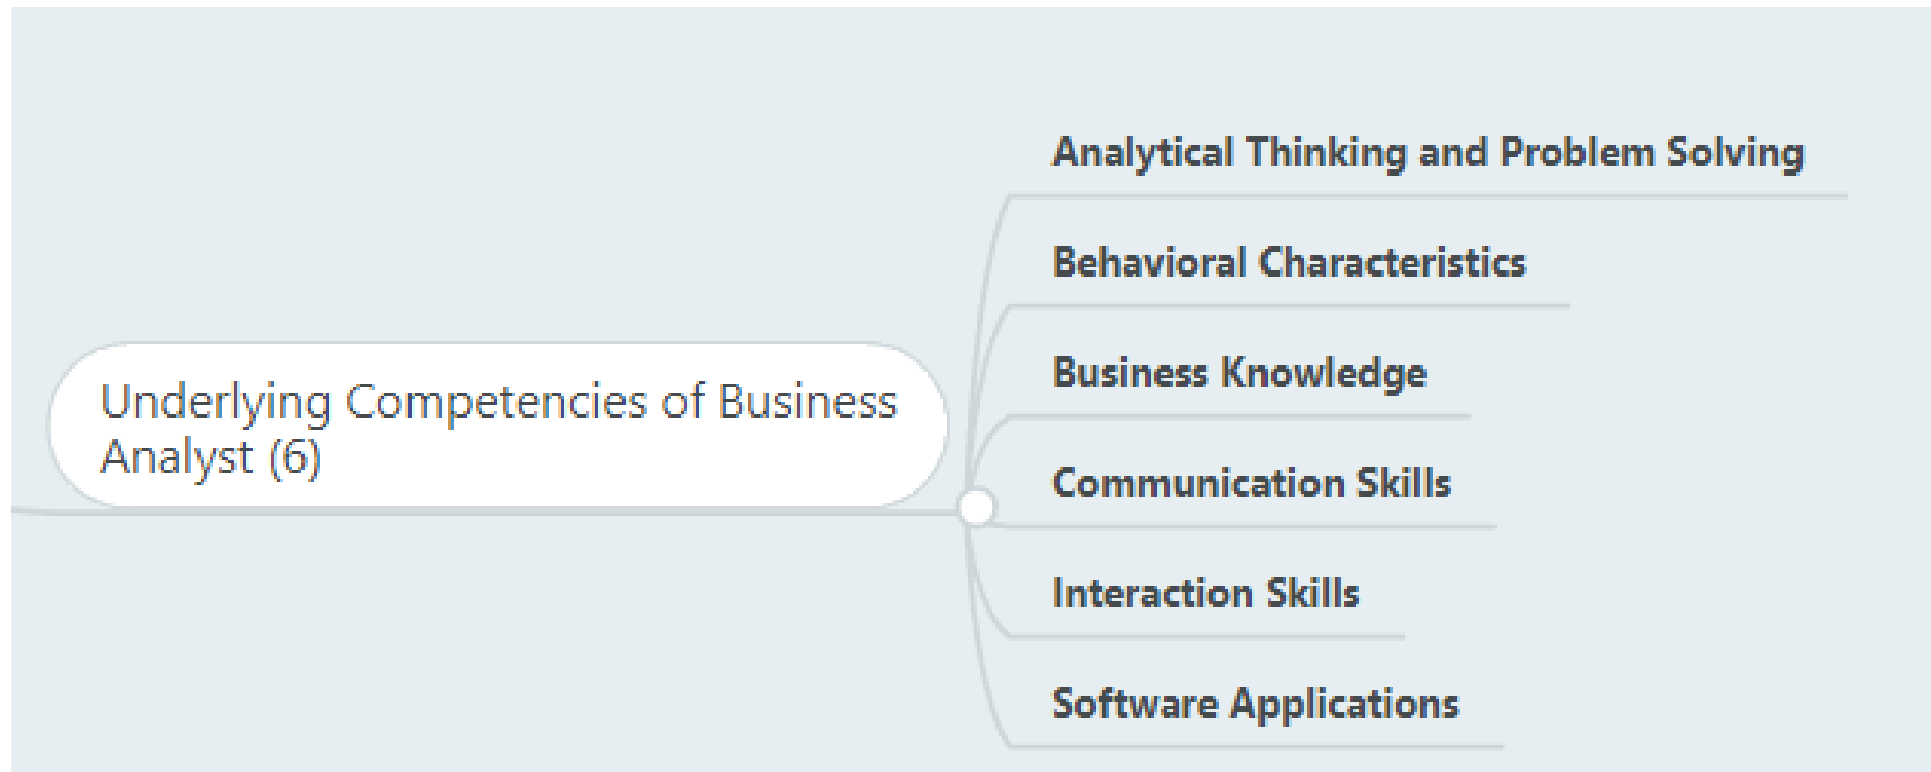 Analytical Thinking and Problem Solving
Behavioral Characteristics
Business Knowledge
Underlying Competencies of Business
Analyst (6)
Communication Skills
Interaction Skills
Software Applications